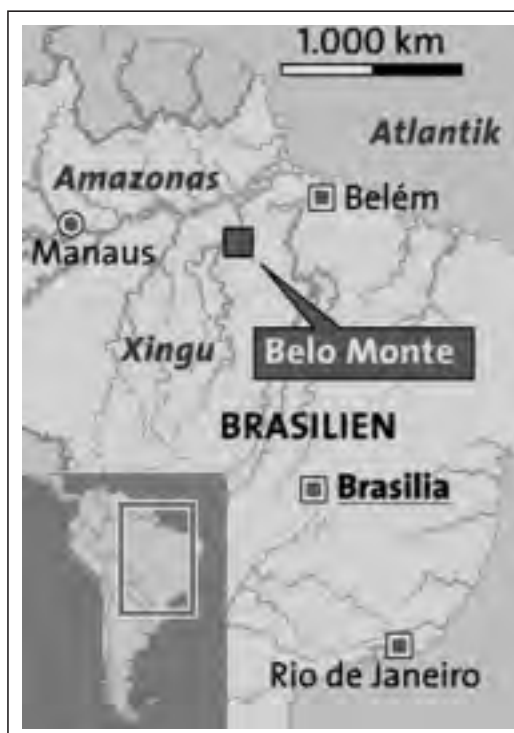 1.000 km
Atlantik
Amazonas
Belém
Manaus
Xingu
Belo Monte
BRASILIEN
Brasilia
Rio de Janeiro